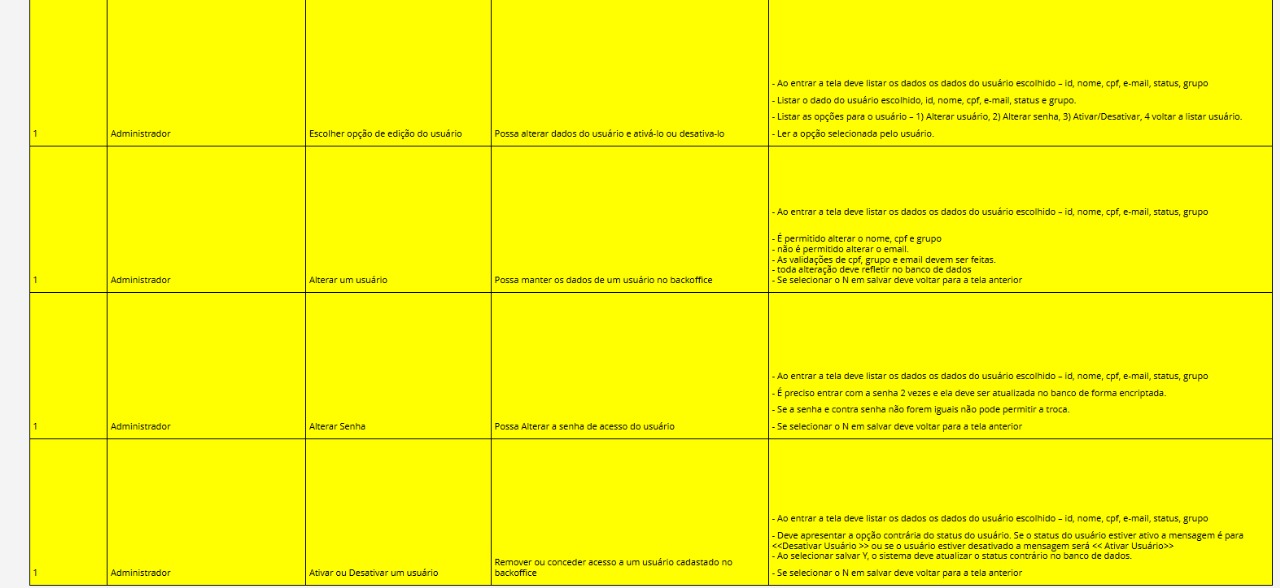 - Ao entrar a tela deve listar os dados os dados do usuário escolhido – id, nome, cpf, e-mail, status, grupo
- Listar o dado do usuário escolhido, id, nome, cpf, e-mail, status e grupo.
- Listar as opções para o usuário – 1) Alterar usuário, 2) Alterar senha, 3) Ativar/Desativar, 4 voltar a listar usuário.
1 Administrador Escolher opção de edição do usuário Possa alterar dados do usuário e ativá-lo ou desativa-lo - Ler a opção selecionada pelo usuário.
- Ao entrar a tela deve listar os dados os dados do usuário escolhido – id, nome, cpf, e-mail, status, grupo
- É permitido alterar o nome, cpf e grupo
- não é permitido alterar o email.
- As validações de cpf, grupo e email devem ser feitas.
- toda alteração deve refletir no banco de dados
1 Administrador Alterar um usuário Possa manter os dados de um usuário no backoffice - Se selecionar o N em salvar deve voltar para a tela anterior
- Ao entrar a tela deve listar os dados os dados do usuário escolhido – id, nome, cpf, e-mail, status, grupo
- É preciso entrar com a senha 2 vezes e ela deve ser atualizada no banco de forma encriptada.
- Se a senha e contra senha não forem iguais não pode permitir a troca.
1 Administrador Alterar Senha Possa Alterar a senha de acesso do usuário - Se selecionar o N em salvar deve voltar para a tela anterior
- Ao entrar a tela deve listar os dados os dados do usuário escolhido – id, nome, cpf, e-mail, status, grupo
- Deve apresentar a opção contrária do status do usuário. Se o status do usuário estiver ativo a mensagem é para
<<Desativar Usuário >> ou se o usuário estiver desativado a mensagem será << Ativar Usuário>>
- Ao selecionar salvar Y, o sistema deve atualizar o status contrário no banco de dados.
Remover ou conceder acesso a um usuário cadastado no
1 Administrador Ativar ou Desativar um usuário backoffice - Se selecionar o N em salvar deve voltar para a tela anterior